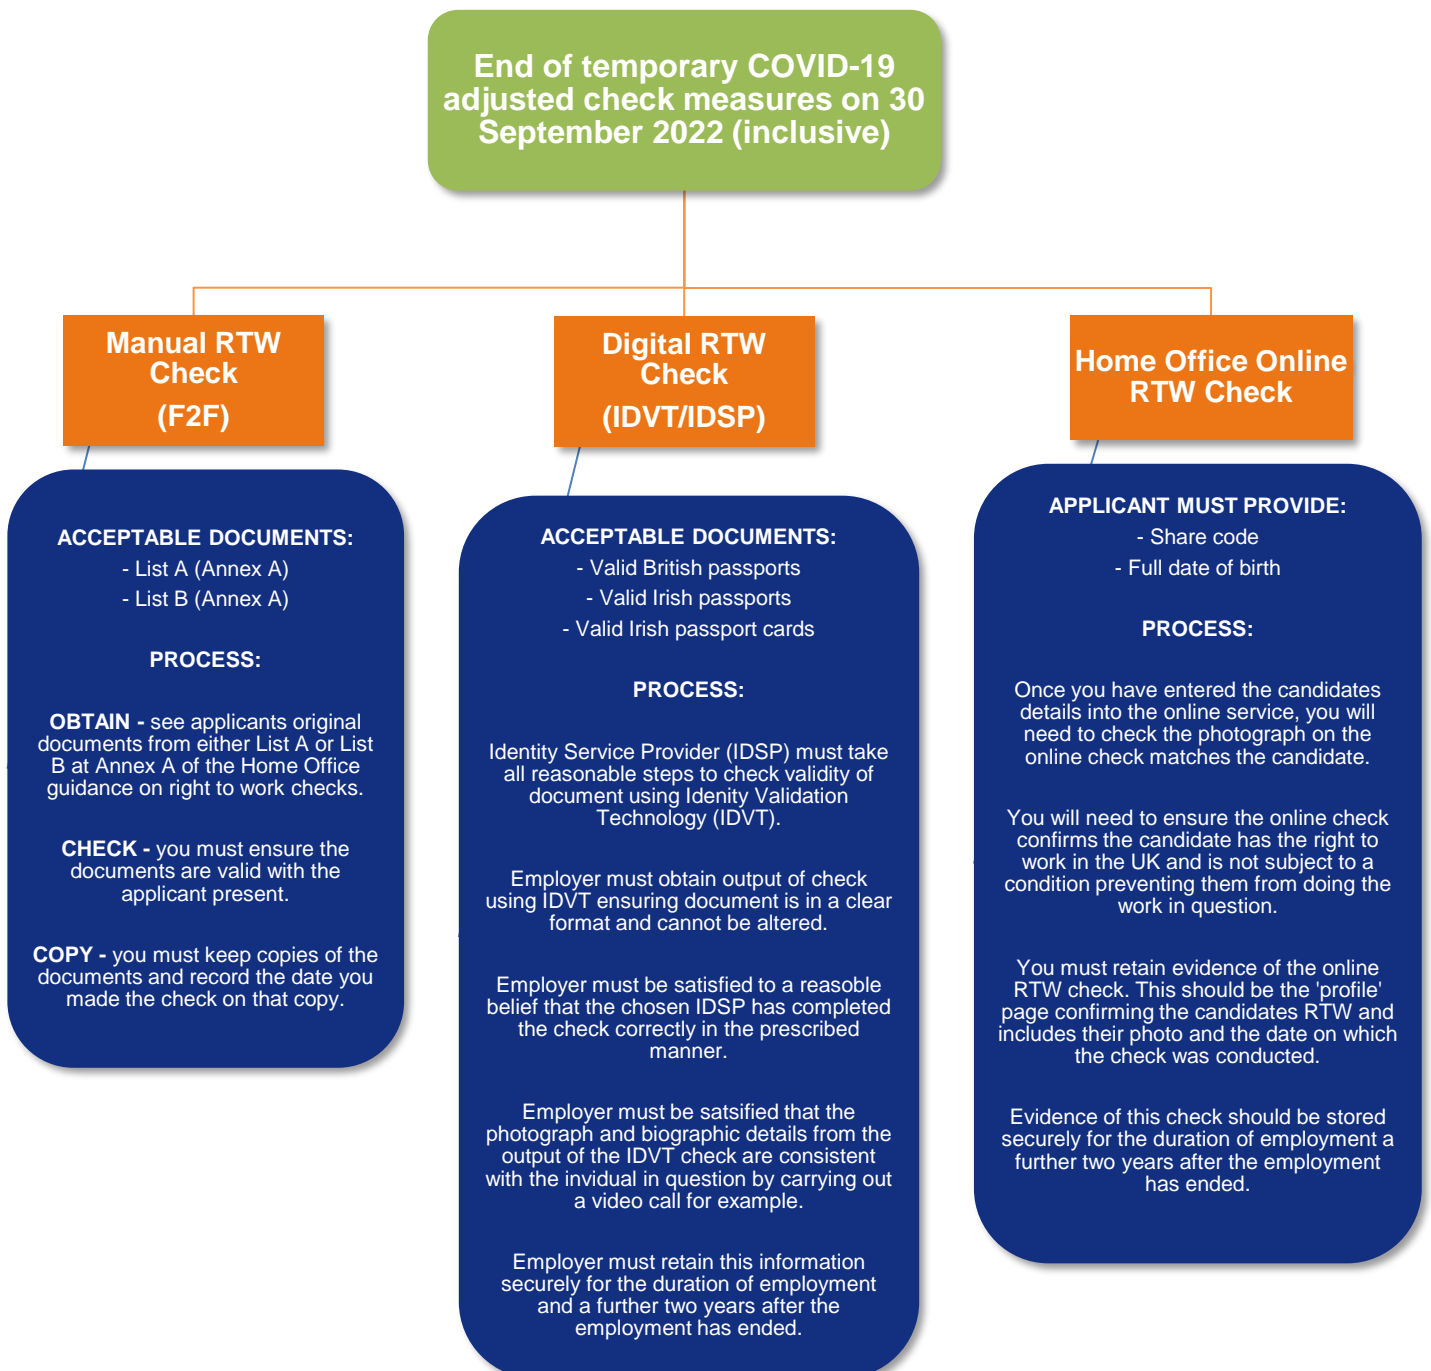 End of temporary COVID-19
adjusted check measures on 30
September 2022 (inclusive)
Manual RTW
Check
(F2F)
ACCEPTABLE DOCUMENTS:
- List A (Annex A)
- List B (Annex A)
PROCESS:
OBTAIN - see applicants original
documents from either List A or List
B at Annex A of the Home Office
guidance on right to work checks.
CHECK - you must ensure the
documents are valid with the
applicant present.
COPY - you must keep copies of the
documents and record the date you
made the check on that copy.
Digital RTW
Check
(IDVT/IDSP)
ACCEPTABLE DOCUMENTS:
- Valid British passports
- Valid Irish passports
- Valid Irish passport cards
PROCESS:
Identity Service Provider (IDSP) must take
all reasonable steps to check validity of
document using Idenity Validation
Technology (IDVT).
Employer must obtain output of check
using IDVT ensuring document is in a clear
format and cannot be altered.
Employer must be satisfied to a reasoble
belief that the chosen IDSP has completed
the check correctly in the prescribed
manner.
Employer must be satsified that the
photograph and biographic details from the
output of the IDVT check are consistent
with the invidual in question by carrying out
a video call for example.
Employer must retain this information
securely for the duration of employment
and a further two years after the
employment has ended.
Home Office Online
RTW Check
APPLICANT MUST PROVIDE:
- Share code
- Full date of birth
PROCESS:
Once you have entered the candidates
details into the online service, you will
need to check the photograph on the
online check matches the candidate.
You will need to ensure the online check
confirms the candidate has the right to
work in the UK and is not subject to a
condition preventing them from doing the
work in question.
You must retain evidence of the online
RTW check. This should be the 'profile'
page confirming the candidates RTW and
includes their photo and the date on which
the check was conducted.
Evidence of this check should be stored
securely for the duration of employment a
further two years after the employment
has ended.